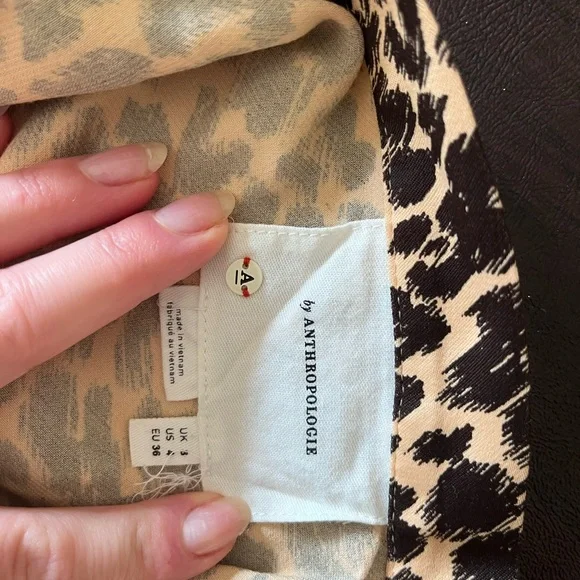 A
by ANTHROPOLOGIE
made in vietnam
fabriqué au vietnam
UK 8
US 4
EU 36